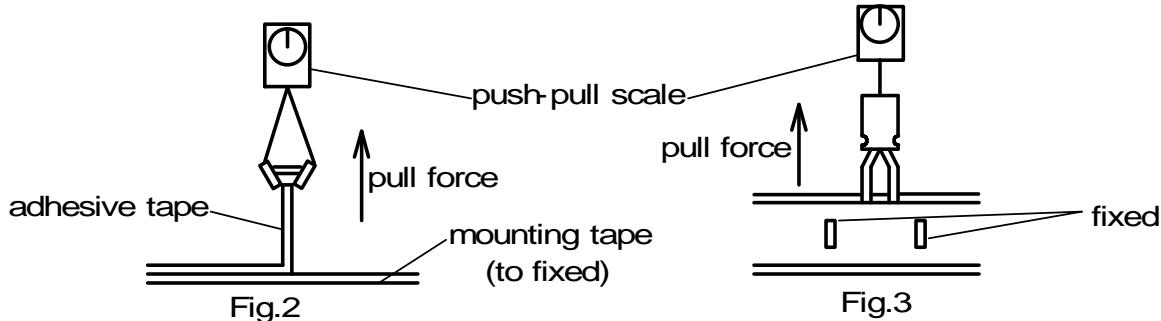 push-pull scale
pull force
pull force
adhesive tape
fixed
mounting tape
(to fixed)
Fig.2
Fig.3